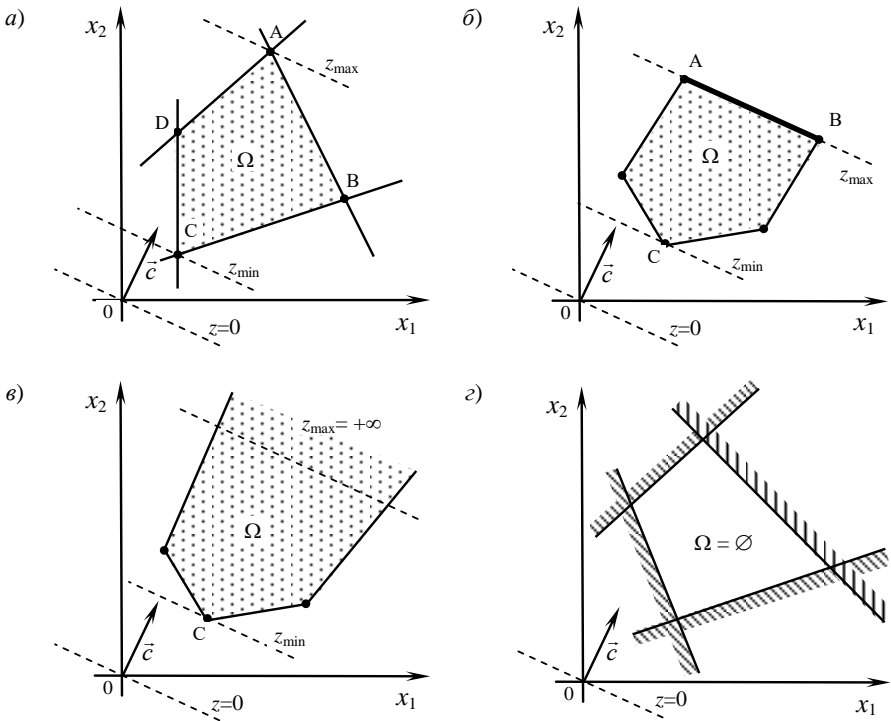 а)
x₂
A
zmax
D
Ω
B
C
c⃗
zmin
0
z=0
x₁
б)
x₂
A
B
Ω
zmax
C
c⃗
zmin
0
z=0
x₁
в)
x₂
zmax = +∞
Ω
C
c⃗
zmin
0
z=0
x₁
г)
x₂
Ω = ∅
c⃗
0
z=0
x₁